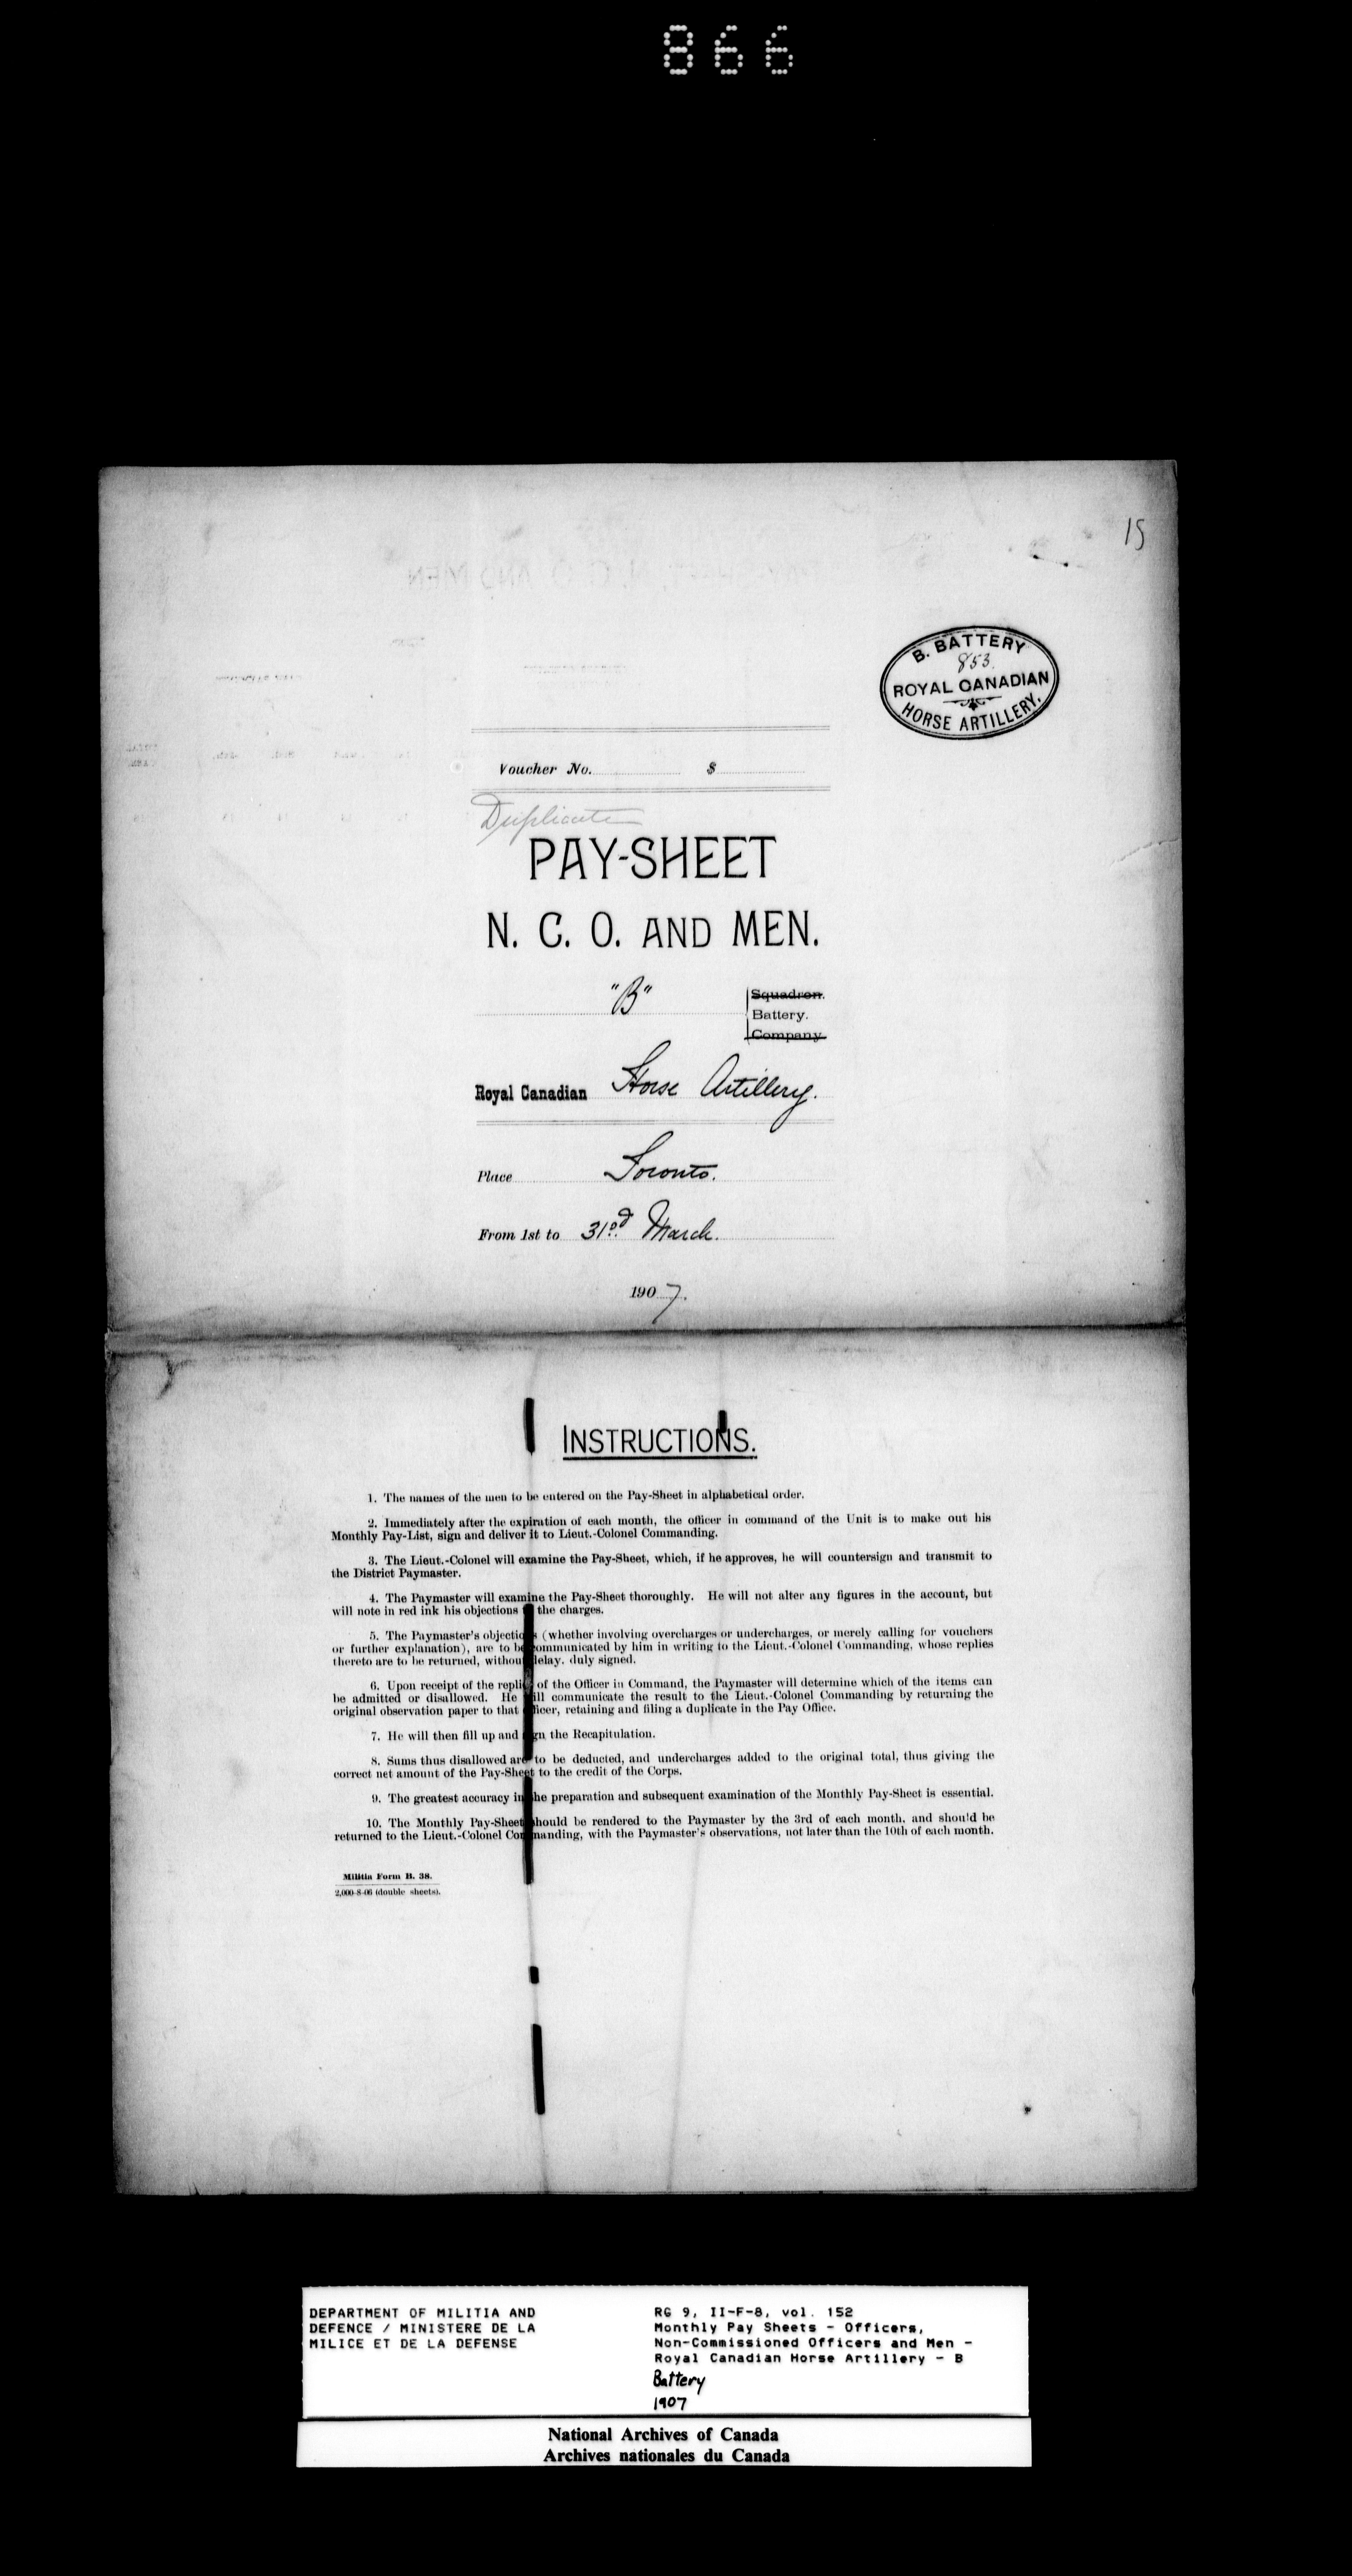 866
15
B. BATTERY
853.
ROYAL CANADIAN
HORSE ARTILLERY.
Voucher No. $
Duplicate
PAY-SHEET
N. C. O. AND MEN.
"B"
Squadron.
Battery.
Company.
Royal Canadian Horse Artillery.
Place Toronto.
From 1st to 31rd March.
1907.
INSTRUCTIONS.
1. The names of the men to be entered on the Pay-Sheet in alphabetical order.
2. Immediately after the expiration of each month, the officer in command of the Unit is to make out his
Monthly Pay-List, sign and deliver it to Lieut.-Colonel Commanding.
3. The Lieut.-Colonel will examine the Pay-Sheet, which, if he approves, he will countersign and transmit to
the District Paymaster.
4. The Paymaster will examine the Pay-Sheet thoroughly. He will not alter any figures in the account, but
will note in red ink his objections the charges.
5. The Paymaster's objections (whether involving overcharges or undercharges, or merely calling for vouchers
or further explanation), are to be communicated by him in writing to the Lieut.-Colonel Commanding, whose replies
thereto are to be returned, without delay, duly signed.
6. Upon receipt of the replies of the Officer in Command, the Paymaster will determine which of the items can
be admitted or disallowed. He will communicate the result to the Lieut.-Colonel Commanding by returning the
original observation paper to that officer, retaining and filing a duplicate in the Pay Office.
7. He will then fill up and sign the Recapitulation.
8. Sums thus disallowed are to be deducted, and undercharges added to the original total, thus giving the
correct net amount of the Pay-Sheet to the credit of the Corps.
9. The greatest accuracy in the preparation and subsequent examination of the Monthly Pay-Sheet is essential.
10. The Monthly Pay-Sheet should be rendered to the Paymaster by the 3rd of each month, and should be
returned to the Lieut.-Colonel Commanding, with the Paymaster's observations, not later than the 10th of each month.
Militia Form B. 38.
2,000-8-06 (double sheets).
DEPARTMENT OF MILITIA AND
DEFENCE / MINISTERE DE LA
MILICE ET DE LA DEFENSE
RG 9, II-F-8, vol. 152
Monthly Pay Sheets - Officers,
Non-Commissioned Officers and Men -
Royal Canadian Horse Artillery - B
Battery
1907
National Archives of Canada
Archives nationales du Canada